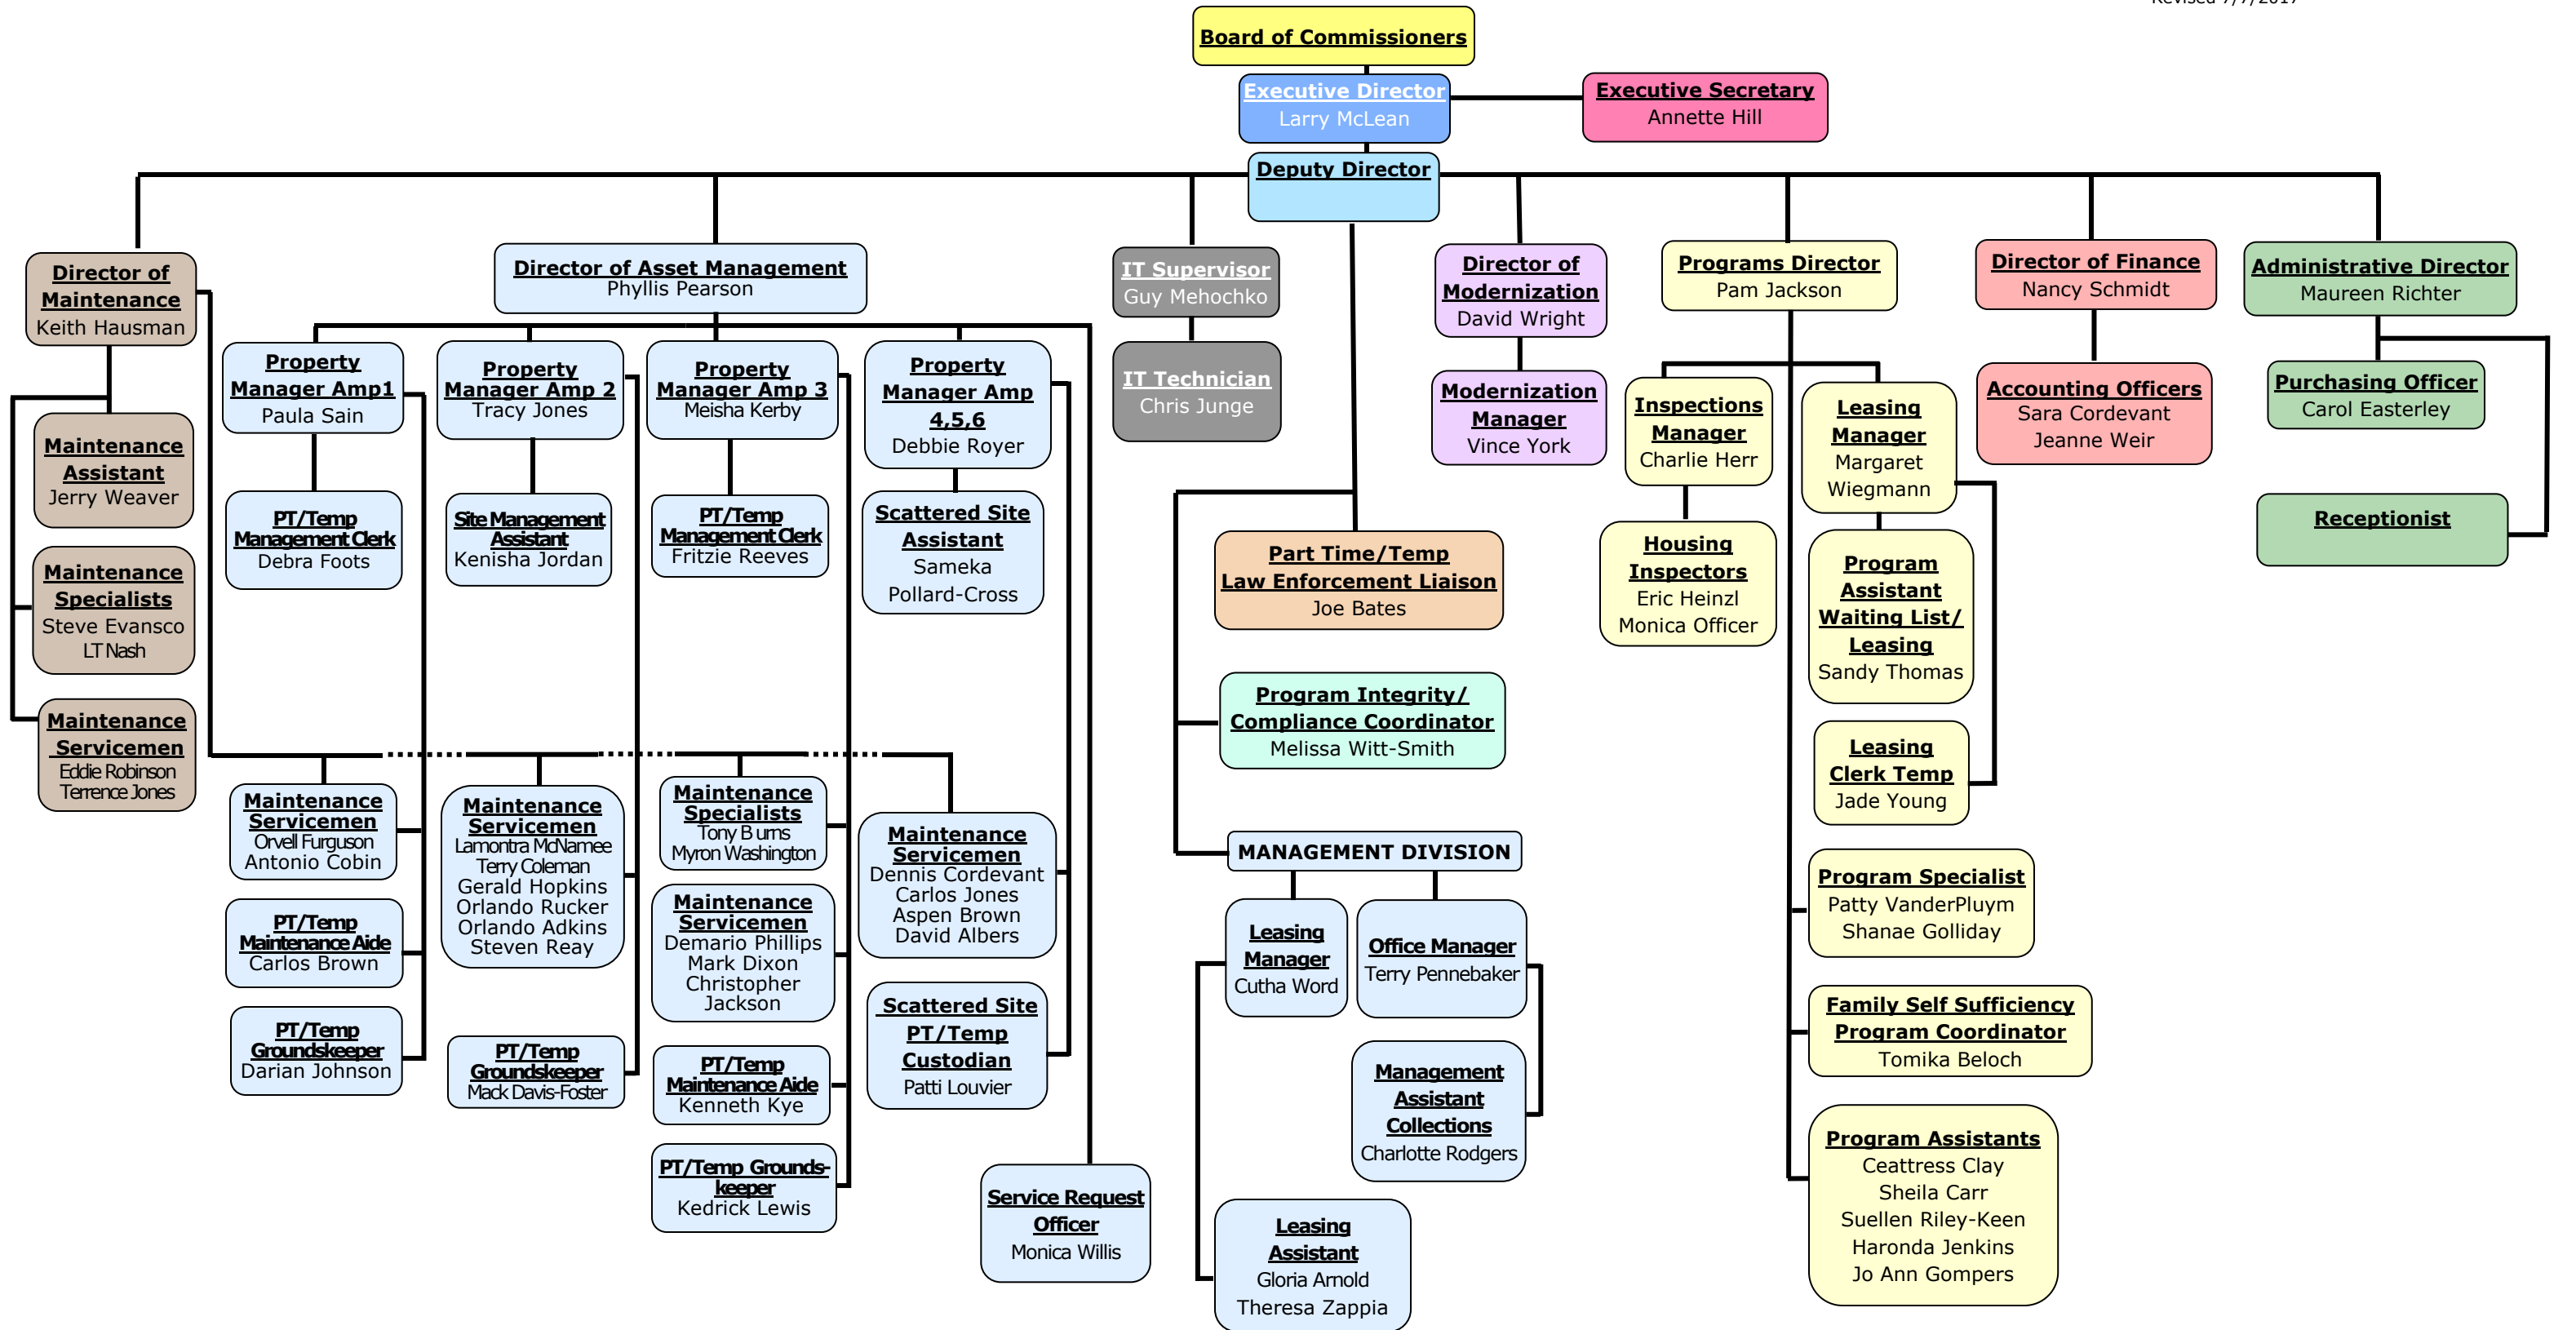 Revised 7/7/2017
Board of Commissioners
Executive Director
Larry McLean
Executive Secretary
Annette Hill
Deputy Director
Director of
Maintenance
Keith Hausman
Maintenance
Assistant
Jerry Weaver
Maintenance
Specialists
Steve Evansco
LT Nash
Maintenance
Servicemen
Eddie Robinson
Terrence Jones
Director of Asset Management
Phyllis Pearson
Property
Manager Amp1
Paula Sain
PT/Temp
Management Clerk
Debra Foots
Maintenance
Servicemen
Orvell Furguson
Antonio Cobin
PT/Temp
Maintenance Aide
Carlos Brown
PT/Temp
Groundskeeper
Darian Johnson
Property
Manager Amp 2
Tracy Jones
Site Management
Assistant
Kenisha Jordan
Maintenance
Servicemen
Lamontra McNamee
Terry Coleman
Gerald Hopkins
Orlando Rucker
Orlando Adkins
Steven Reay
PT/Temp
Groundskeeper
Mack Davis-Foster
Property
Manager Amp 3
Meisha Kerby
PT/Temp
Management Clerk
Fritzie Reeves
Maintenance
Specialists
Tony Burns
Myron Washington
Maintenance
Servicemen
Demario Phillips
Mark Dixon
Christopher
Jackson
PT/Temp
Maintenance Aide
Kenneth Kye
PT/Temp Grounds-
keeper
Kedrick Lewis
Property
Manager Amp
4,5,6
Debbie Royer
Scattered Site
Assistant
Sameka
Pollard-Cross
Maintenance
Servicemen
Dennis Cordevant
Carlos Jones
Aspen Brown
David Albers
Scattered Site
PT/Temp
Custodian
Patti Louvier
Service Request
Officer
Monica Willis
IT Supervisor
Guy Mehochko
IT Technician
Chris Junge
Part Time/Temp
Law Enforcement Liaison
Joe Bates
Program Integrity/
Compliance Coordinator
Melissa Witt-Smith
MANAGEMENT DIVISION
Leasing
Manager
Cutha Word
Office Manager
Terry Pennebaker
Management
Assistant
Collections
Charlotte Rodgers
Leasing
Assistant
Gloria Arnold
Theresa Zappia
Director of
Modernization
David Wright
Modernization
Manager
Vince York
Programs Director
Pam Jackson
Inspections
Manager
Charlie Herr
Housing
Inspectors
Eric Heinzl
Monica Officer
Leasing
Manager
Margaret
Wiegmann
Program
Assistant
Waiting List/
Leasing
Sandy Thomas
Leasing
Clerk Temp
Jade Young
Program Specialist
Patty VanderPluym
Shanae Golliday
Family Self Sufficiency
Program Coordinator
Tomika Beloch
Program Assistants
Ceattress Clay
Sheila Carr
Suellen Riley-Keen
Haronda Jenkins
Jo Ann Gompers
Director of Finance
Nancy Schmidt
Accounting Officers
Sara Cordevant
Jeanne Weir
Administrative Director
Maureen Richter
Purchasing Officer
Carol Easterley
Receptionist